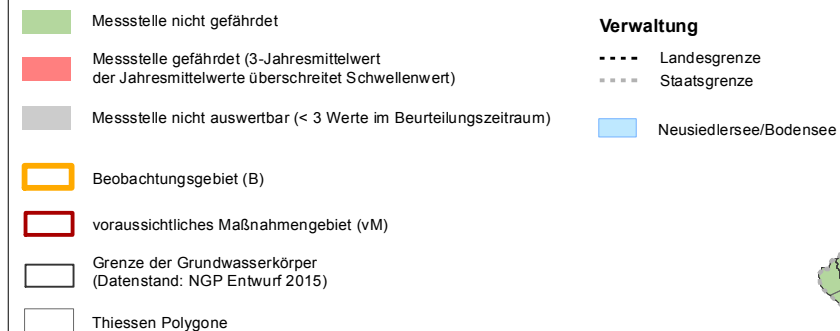 Messstelle nicht gefährdet
Messstelle gefährdet (3-Jahresmittelwert
der Jahresmittelwerte überschreitet Schwellenwert)
Messstelle nicht auswertbar (< 3 Werte im Beurteilungszeitraum)
Beobachtungsgebiet (B)
voraussichtliches Maßnahmengebiet (vM)
Grenze der Grundwasserkörper
(Datenstand: NGP Entwurf 2015)
Thiessen Polygone
Verwaltung
Landesgrenze
Staatsgrenze
Neusiedlersee/Bodensee